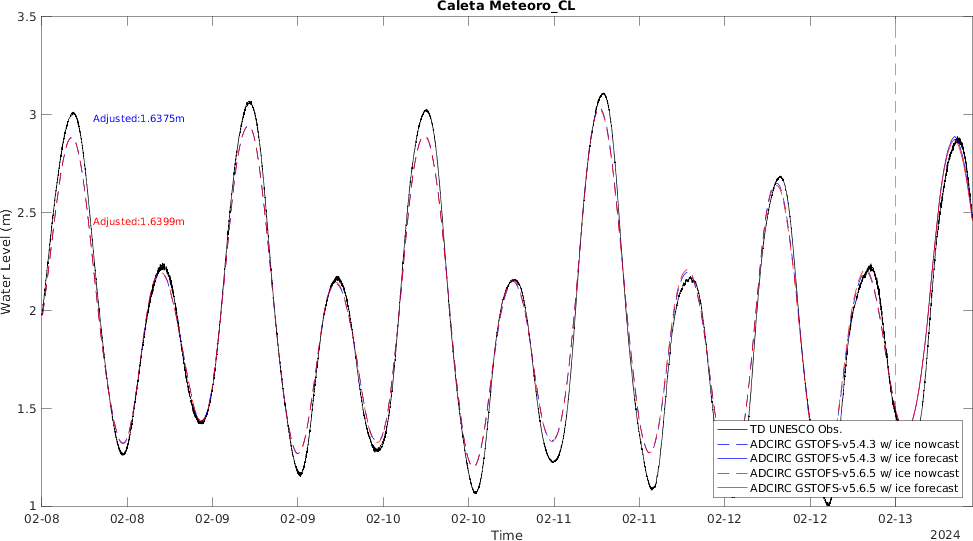 Caleta Meteoro_CL
3.5
3
2.5
2
1.5
1
Water Level (m)
Adjusted:1.6375m
Adjusted:1.6399m
TD UNESCO Obs.
ADCIRC GSTOFS-v5.4.3 w/ ice nowcast
ADCIRC GSTOFS-v5.4.3 w/ ice forecast
ADCIRC GSTOFS-v5.6.5 w/ ice nowcast
ADCIRC GSTOFS-v5.6.5 w/ ice forecast
02-08 02-08 02-09 02-09 02-10 02-10 02-11 02-11 02-12 02-12 02-13
Time
2024